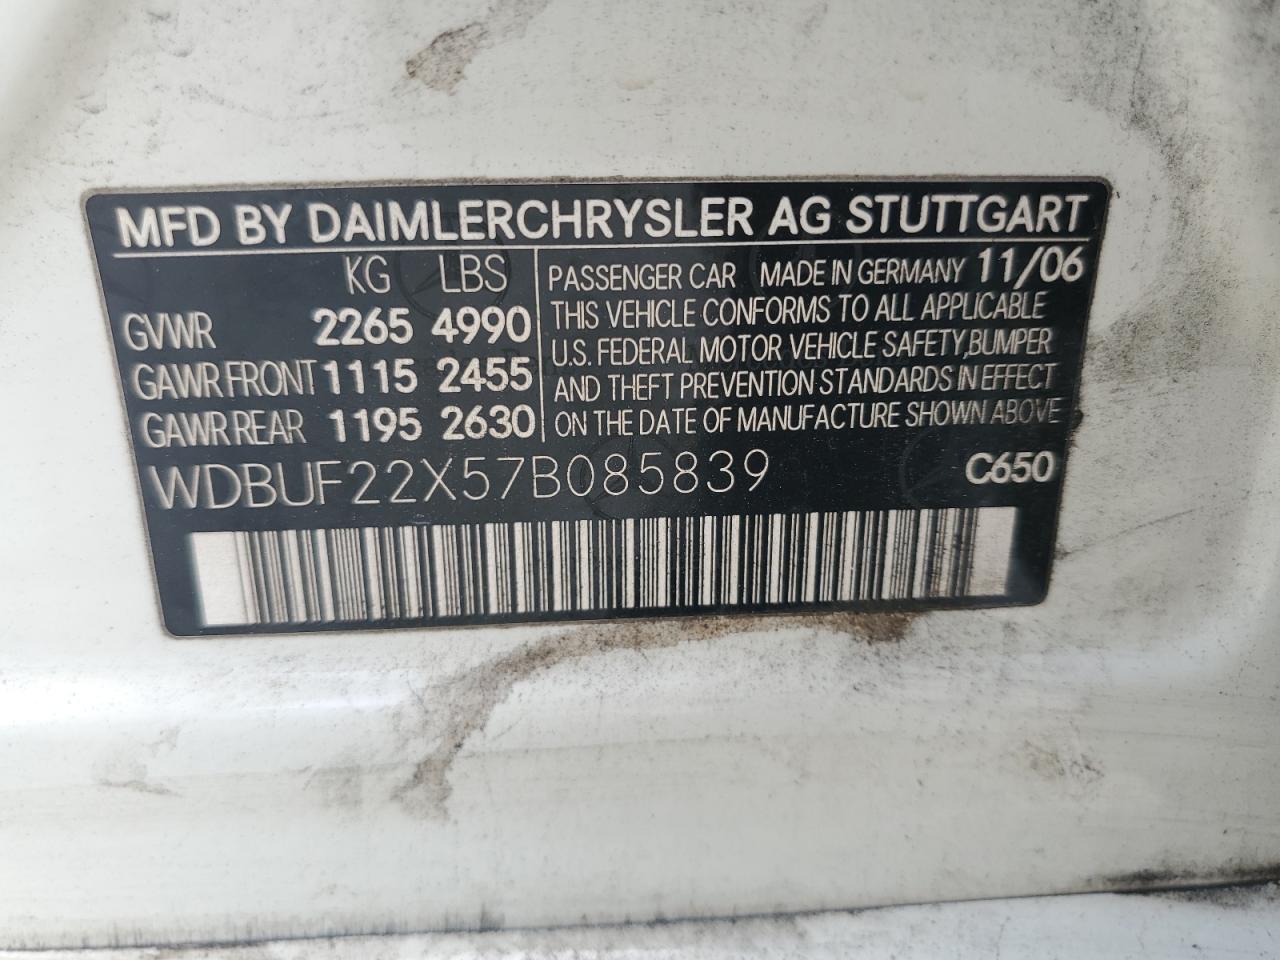 MFD BY DAIMLERCHRYSLER AG STUTTGART
KG LBS
GVWR 2265 4990
GAWR FRONT 1115 2455
GAWR REAR 1195 2630
PASSENGER CAR MADE IN GERMANY 11/06
THIS VEHICLE CONFORMS TO ALL APPLICABLE
U.S. FEDERAL MOTOR VEHICLE SAFETY,BUMPER
AND THEFT PREVENTION STANDARDS IN EFFECT
ON THE DATE OF MANUFACTURE SHOWN ABOVE
WDBUF22X57B085839 C650